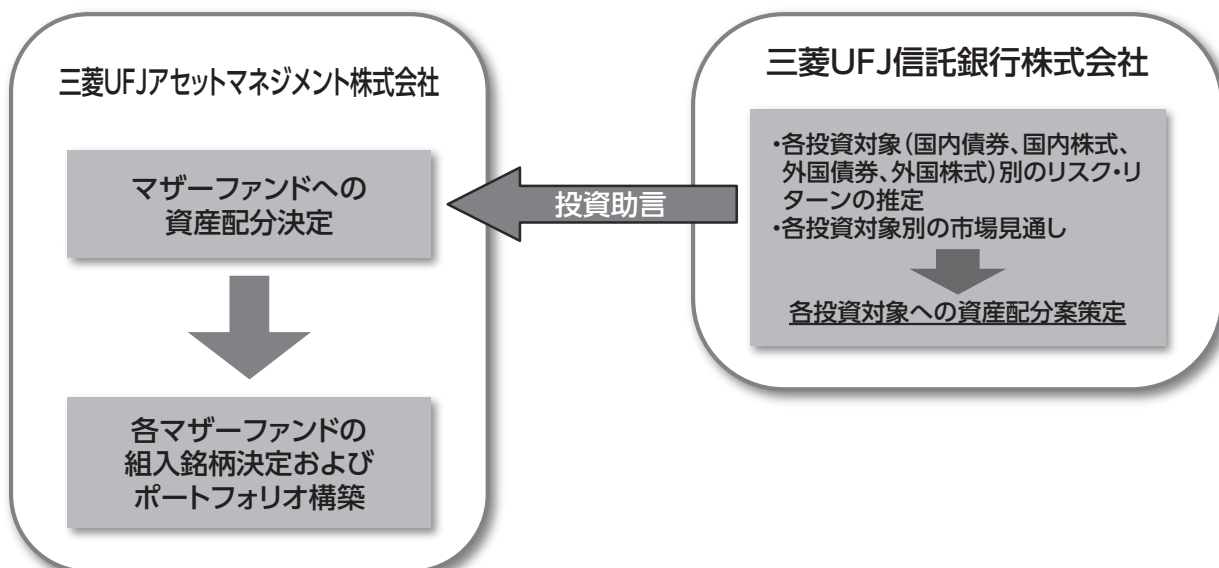 三菱UFJアセットマネジメント株式会社
マザーファンドへの
資産配分決定
各マザーファンドの
組入銘柄決定および
ポートフォリオ構築
投資助言
三菱UFJ信託銀行株式会社
・各投資対象（国内債券、国内株式、
外国債券、外国株式）別のリスク・リ
ターンの推定
・各投資対象別の市場見通し
各投資対象への資産配分案策定